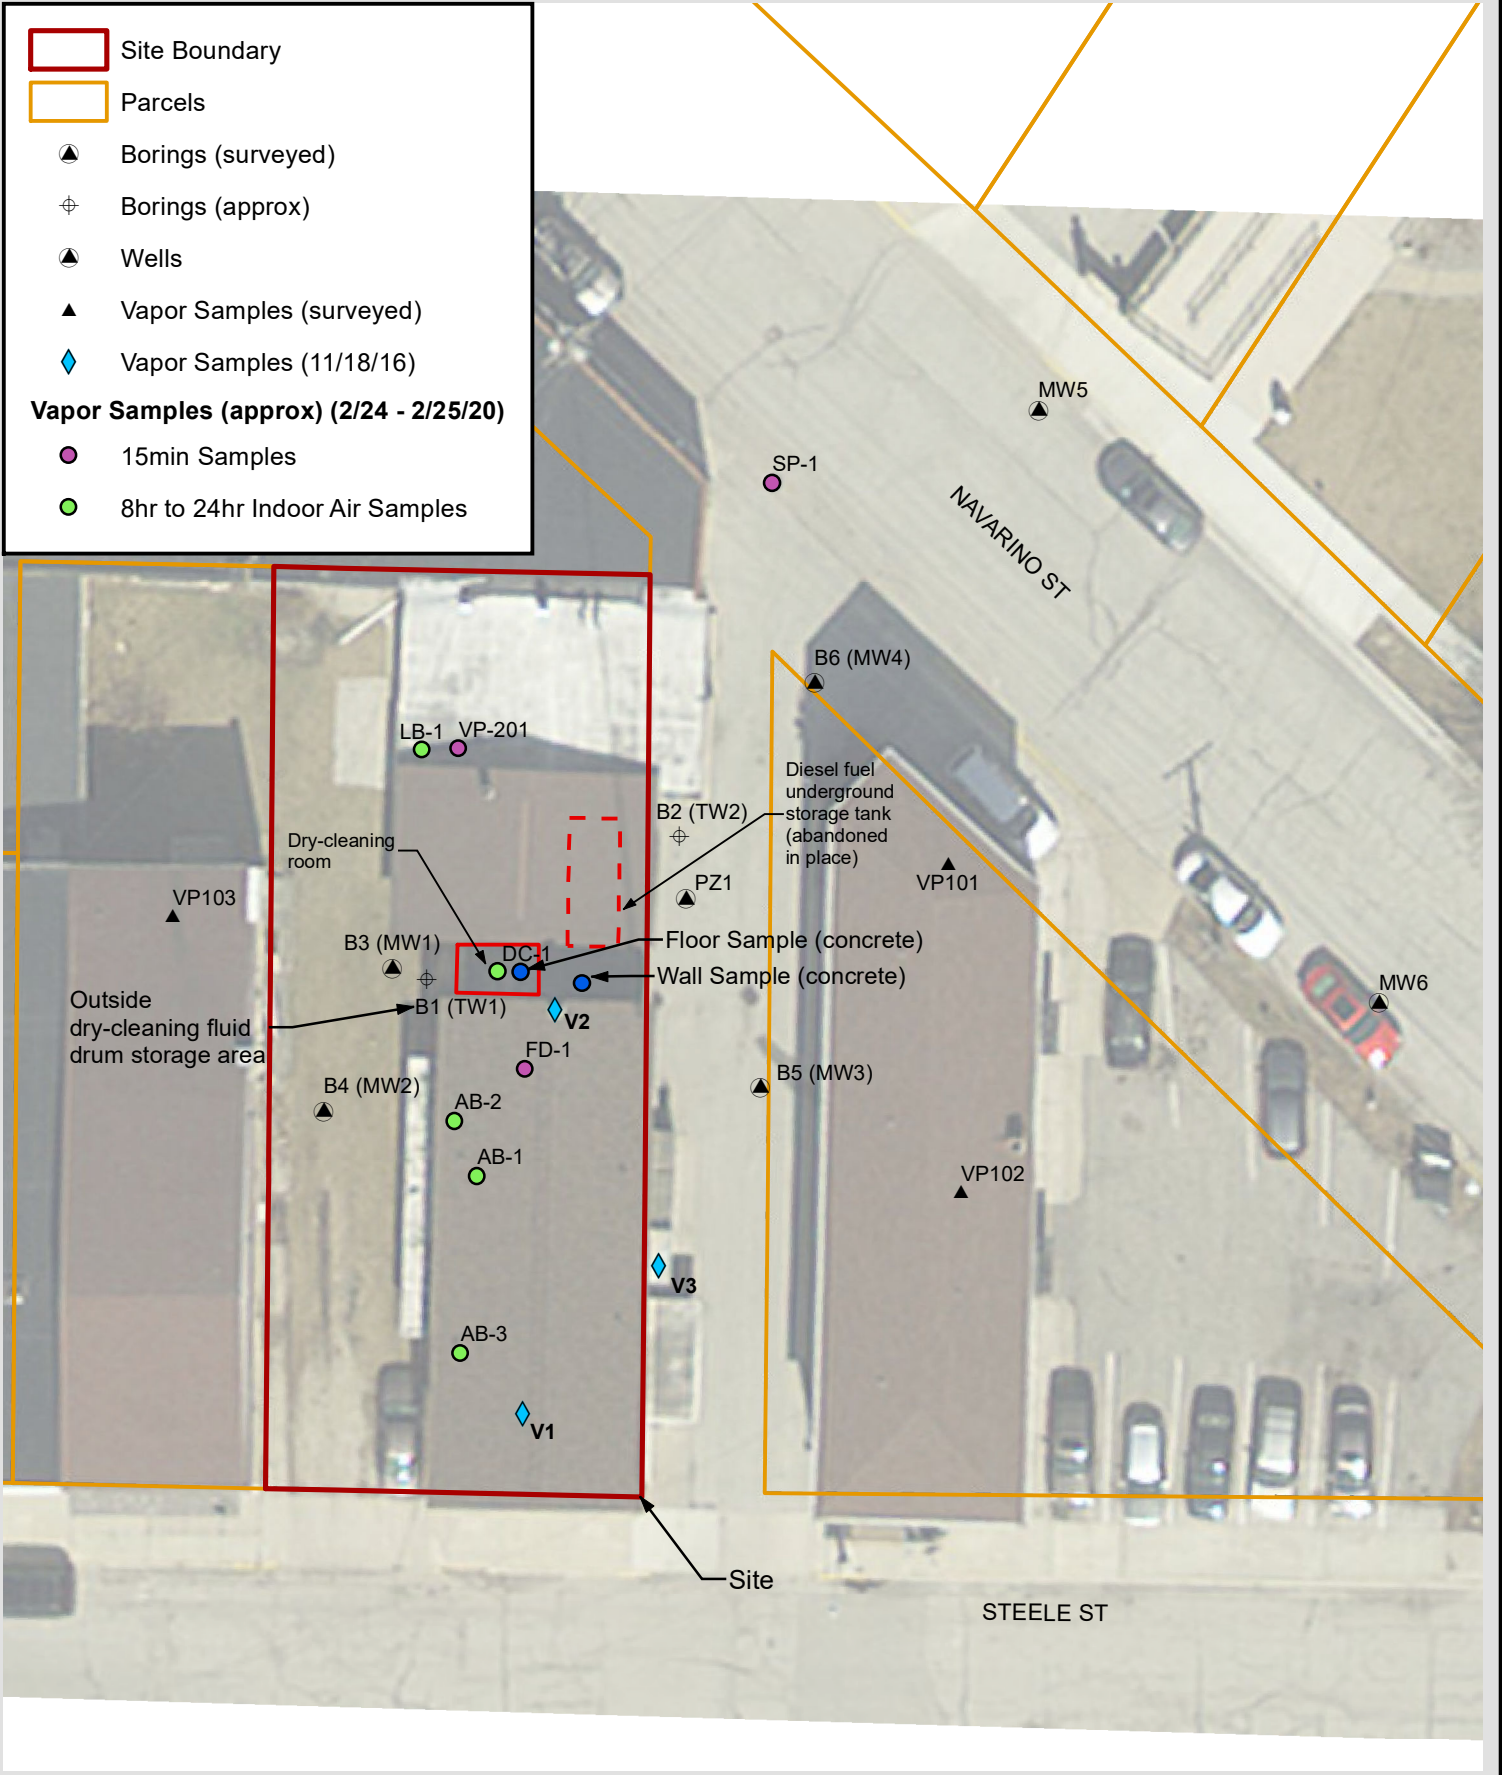 Site Boundary
Parcels
Borings (surveyed)
Borings (approx)
Wells
Vapor Samples (surveyed)
Vapor Samples (11/18/16)
Vapor Samples (approx) (2/24 - 2/25/20)
15min Samples
8hr to 24hr Indoor Air Samples
MW5
SP-1
NAVARINO ST
B6 (MW4)
LB-1
VP-201
Diesel fuel
underground
storage tank
(abandoned
in place)
B2 (TW2)
Dry-cleaning
room
VP101
PZ1
VP103
B3 (MW1)
DC-1
Floor Sample (concrete)
Wall Sample (concrete)
MW6
Outside
dry-cleaning fluid
drum storage area
B1 (TW1)
V2
FD-1
B5 (MW3)
B4 (MW2)
AB-2
AB-1
VP102
V3
AB-3
V1
Site
STEELE ST